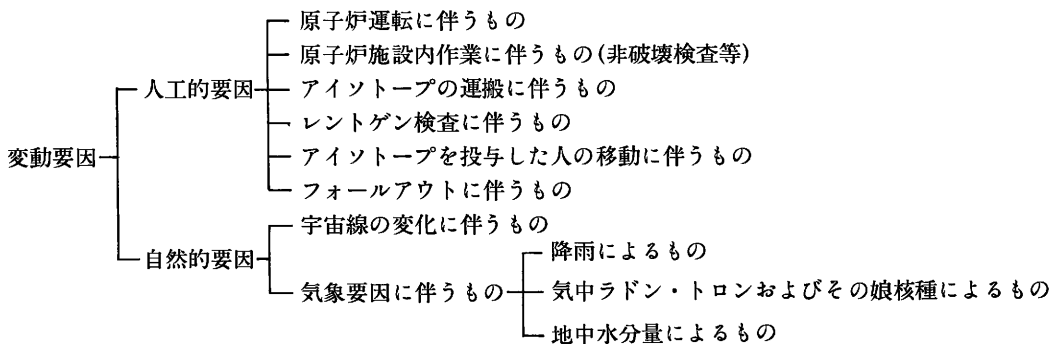 原子炉運転に伴うもの
原子炉施設内作業に伴うもの(非破壊検査等)
人工的要因
アイソトープの運搬に伴うもの
レントゲン検査に伴うもの
変動要因
アイソトープを投与した人の移動に伴うもの
フォールアウトに伴うもの
宇宙線の変化に伴うもの
降雨によるもの
自然的要因
気象要因に伴うもの
気中ラドン・トロンおよびその娘核種によるもの
地中水分量によるもの